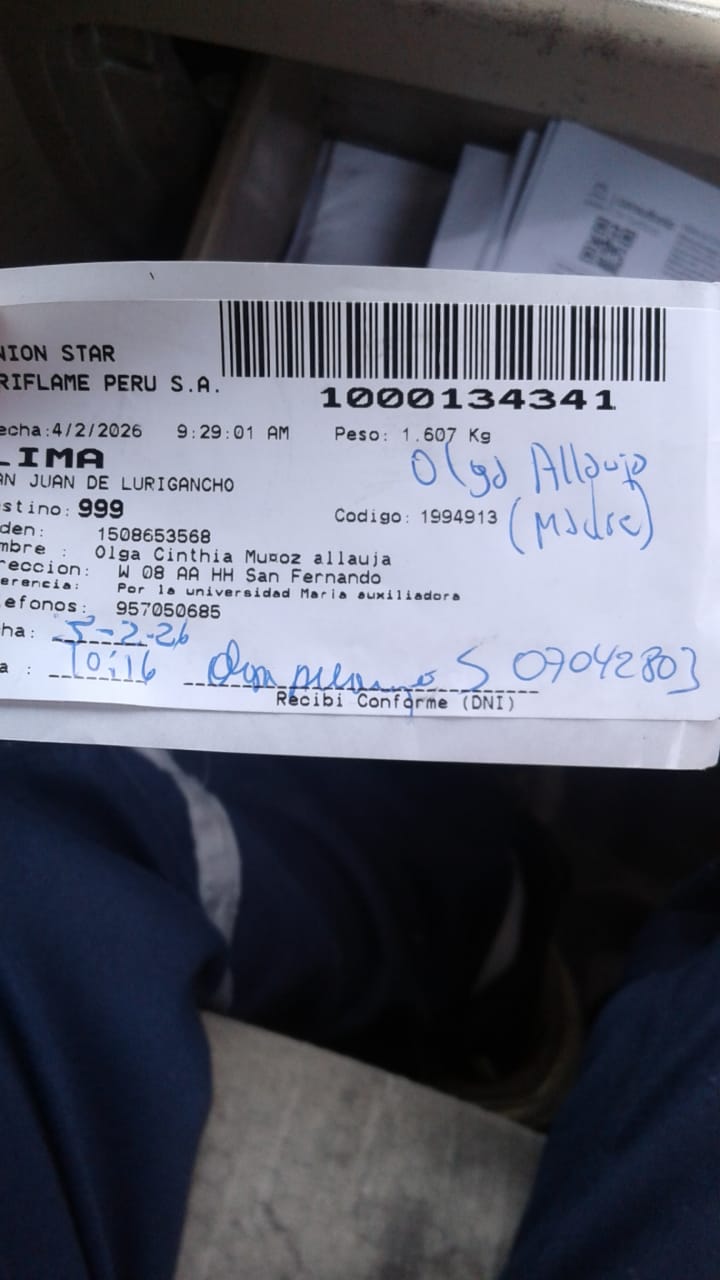 NION STAR
RIFLAME PERU S.A.
1000134341
echa:4/2/2026 9:29:01 AM Peso: 1.607 Kg
LIMA
Olga Allauja
AN JUAN DE LURIGANCHO
stino: 999
Codigo: 1994913
(Madre)
den: 1508653568
mbre : Olga Cinthia Mu¤oz allauja
reccion: W 08 AA HH San Fernando
erencia: Por la universidad Maria auxiliadora
efonos: 957050685
ha: 5-2-26
a : 10:16
07042803
Recibi Conforme (DNI)